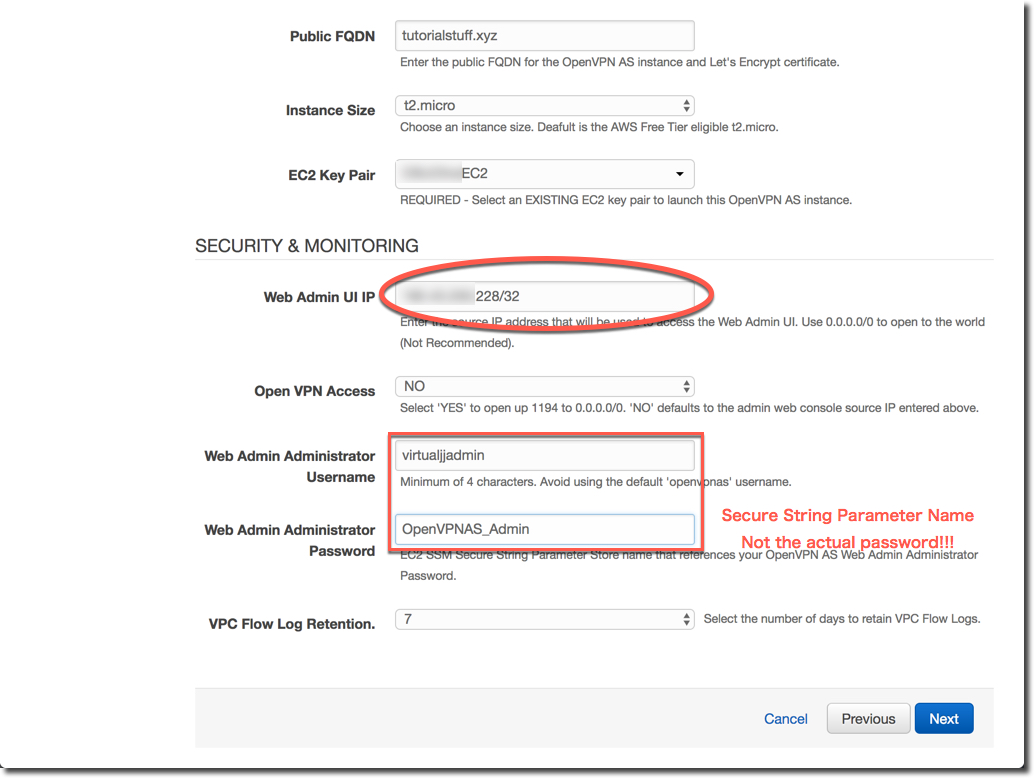 Public FQDN
tutorialstuff.xyz
Enter the public FQDN for the OpenVPN AS instance and Let's Encrypt certificate.
Instance Size
t2.micro
Choose an instance size. Deafult is the AWS Free Tier eligible t2.micro.
EC2 Key Pair
EC2
REQUIRED - Select an EXISTING EC2 key pair to launch this OpenVPN AS instance.
SECURITY & MONITORING
Web Admin UI IP
228/32
Enter the source IP address that will be used to access the Web Admin UI. Use 0.0.0.0/0 to open to the world
(Not Recommended).
Open VPN Access
NO
Select 'YES' to open up 1194 to 0.0.0.0/0. 'NO' defaults to the admin web console source IP entered above.
Web Admin Administrator
Username
virtualjjadmin
Minimum of 4 characters. Avoid using the default 'openvpnas' username.
Web Admin Administrator
Password
OpenVPNAS_Admin
Secure String Parameter Name
Not the actual password!!!
EC2 SSM Secure String Parameter Store name that references your OpenVPN AS Web Admin Administrator
Password.
VPC Flow Log Retention.
7
Select the number of days to retain VPC Flow Logs.
Cancel
Previous
Next